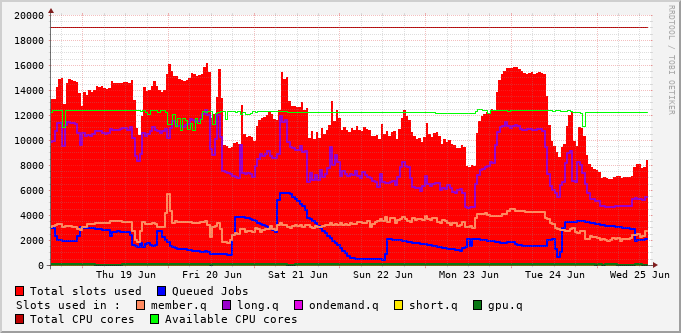 20000
18000
16000
14000
12000
10000
8000
6000
4000
2000
0
Thu 19 Jun Fri 20 Jun Sat 21 Jun Sun 22 Jun Mon 23 Jun Tue 24 Jun Wed 25 Jun
RRDTOOL / TOBI OETIKER
Total slots used Queued Jobs
Slots used in : member.q long.q ondemand.q short.q gpu.q
Total CPU cores Available CPU cores